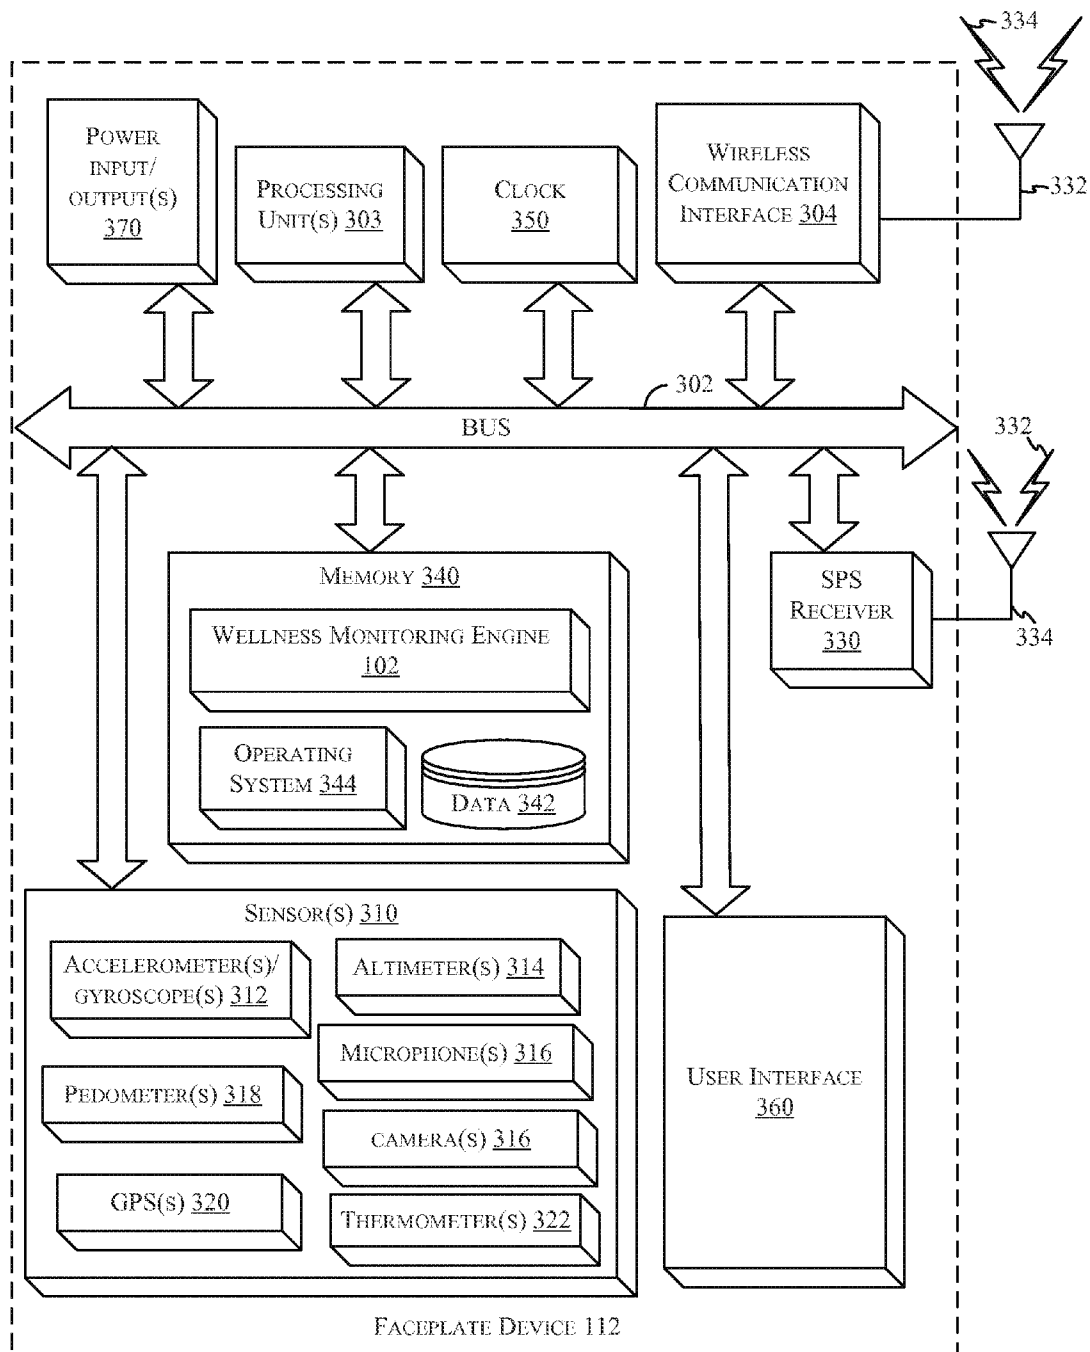 334
POWER
INPUT/
OUTPUT(S)
370
PROCESSING
UNIT(S) 303
CLOCK
350
WIRELESS
COMMUNICATION
INTERFACE 304
332
302
BUS
332
MEMORY 340
WELLNESS MONITORING ENGINE
102
OPERATING
SYSTEM 344
DATA 342
SPS
RECEIVER
330
334
SENSOR(S) 310
ACCELEROMETER(S)/
GYROSCOPE(S) 312
ALTIMETER(S) 314
MICROPHONE(S) 316
PEDOMETER(S) 318
CAMERA(S) 316
GPS(S) 320
THERMOMETER(S) 322
USER INTERFACE
360
FACEPLATE DEVICE 112